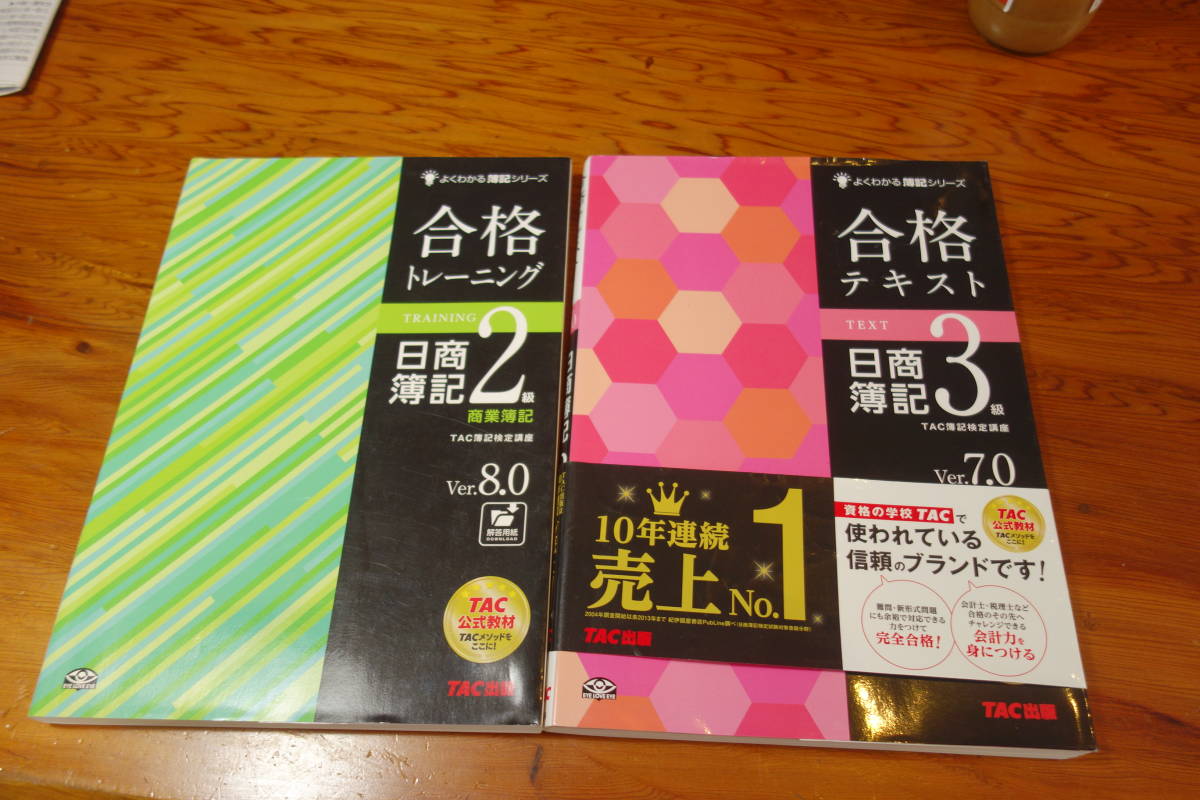 よくわかる簿記シリーズ
合格
トレーニング
TRAINING
日商
簿記
2級
商業簿記
TAC簿記検定講座
Ver.8.0
解答用紙
DOWNLOAD
TAC
公式教材
TACメソッドを
ここに!
EYE LOVE EYE
TAC出版
よくわかる簿記シリーズ
合格
テキスト
TEXT
日商
簿記
3級
TAC簿記検定講座
Ver.7.0
10年連続
売上No.1
TAC出版
資格の学校TACで
使われている
信頼のブランドです!
TAC
公式教材
TACメソッドを
ここに!
難問・新形式問題
にも余裕で対応できる
力をつけて
完全合格!
会計士・税理士など
合格のその先へ
チャレンジできる
会計力を
身につける
EYE LOVE EYE
TAC出版